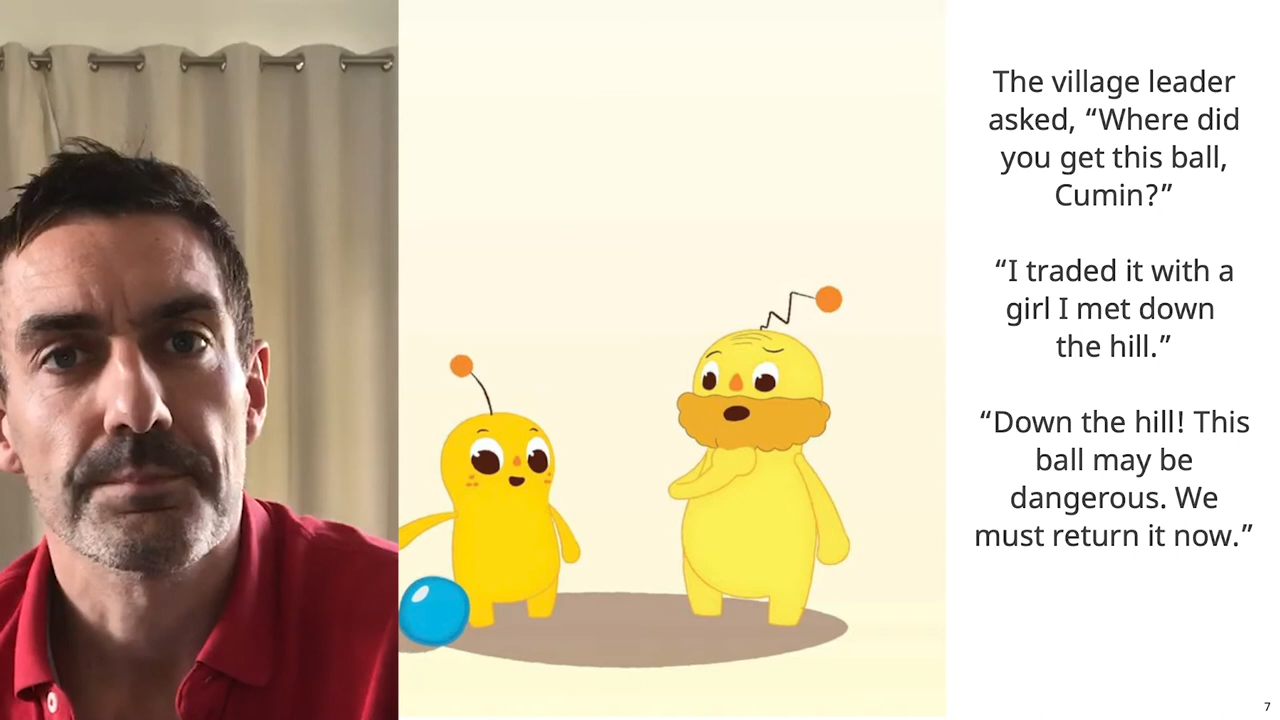 The village leader
asked, “Where did
you get this ball,
Cumin?”
“I traded it with a
girl I met down
the hill.”
“Down the hill! This
ball may be
dangerous. We
must return it now.”
7